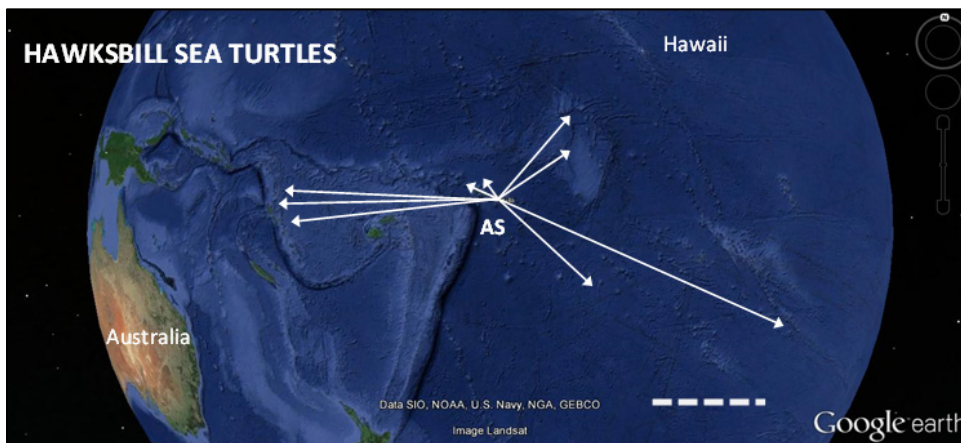 HAWKSBILL SEA TURTLES
Hawaii
N
AS
Australia
Data SIO, NOAA, U.S. Navy, NGA, GEBCO
Image Landsat
Google earth